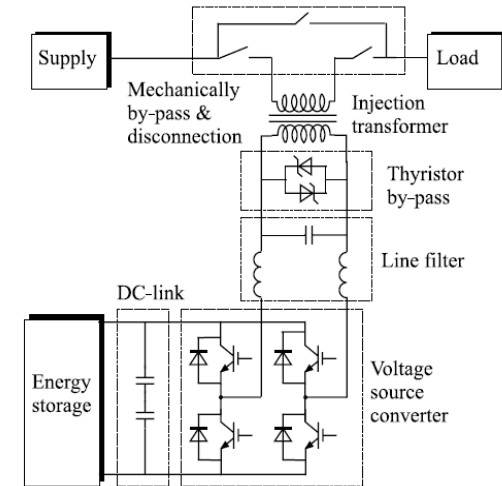 Supply
Load
Mechanically
by-pass &
disconnection
Injection
transformer
Thyristor
by-pass
Line filter
DC-link
Energy
storage
Voltage
source
converter